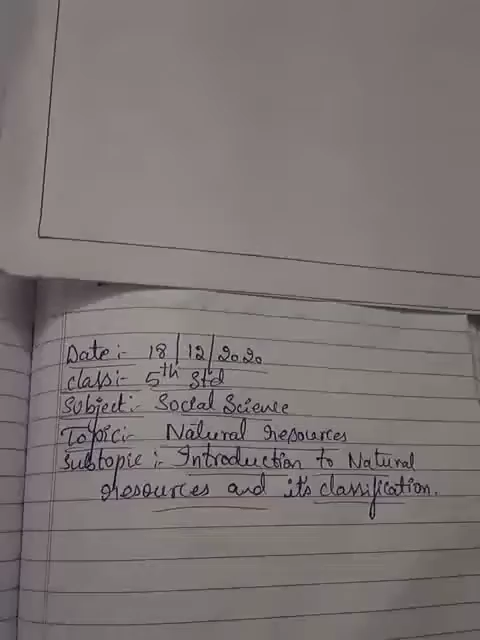 Date :- 18/12/2020
class :- 5th Std
Subject :- Social Science
Topic :- Natural resources
Subtopic :- Introduction to Natural
resources and its classification.